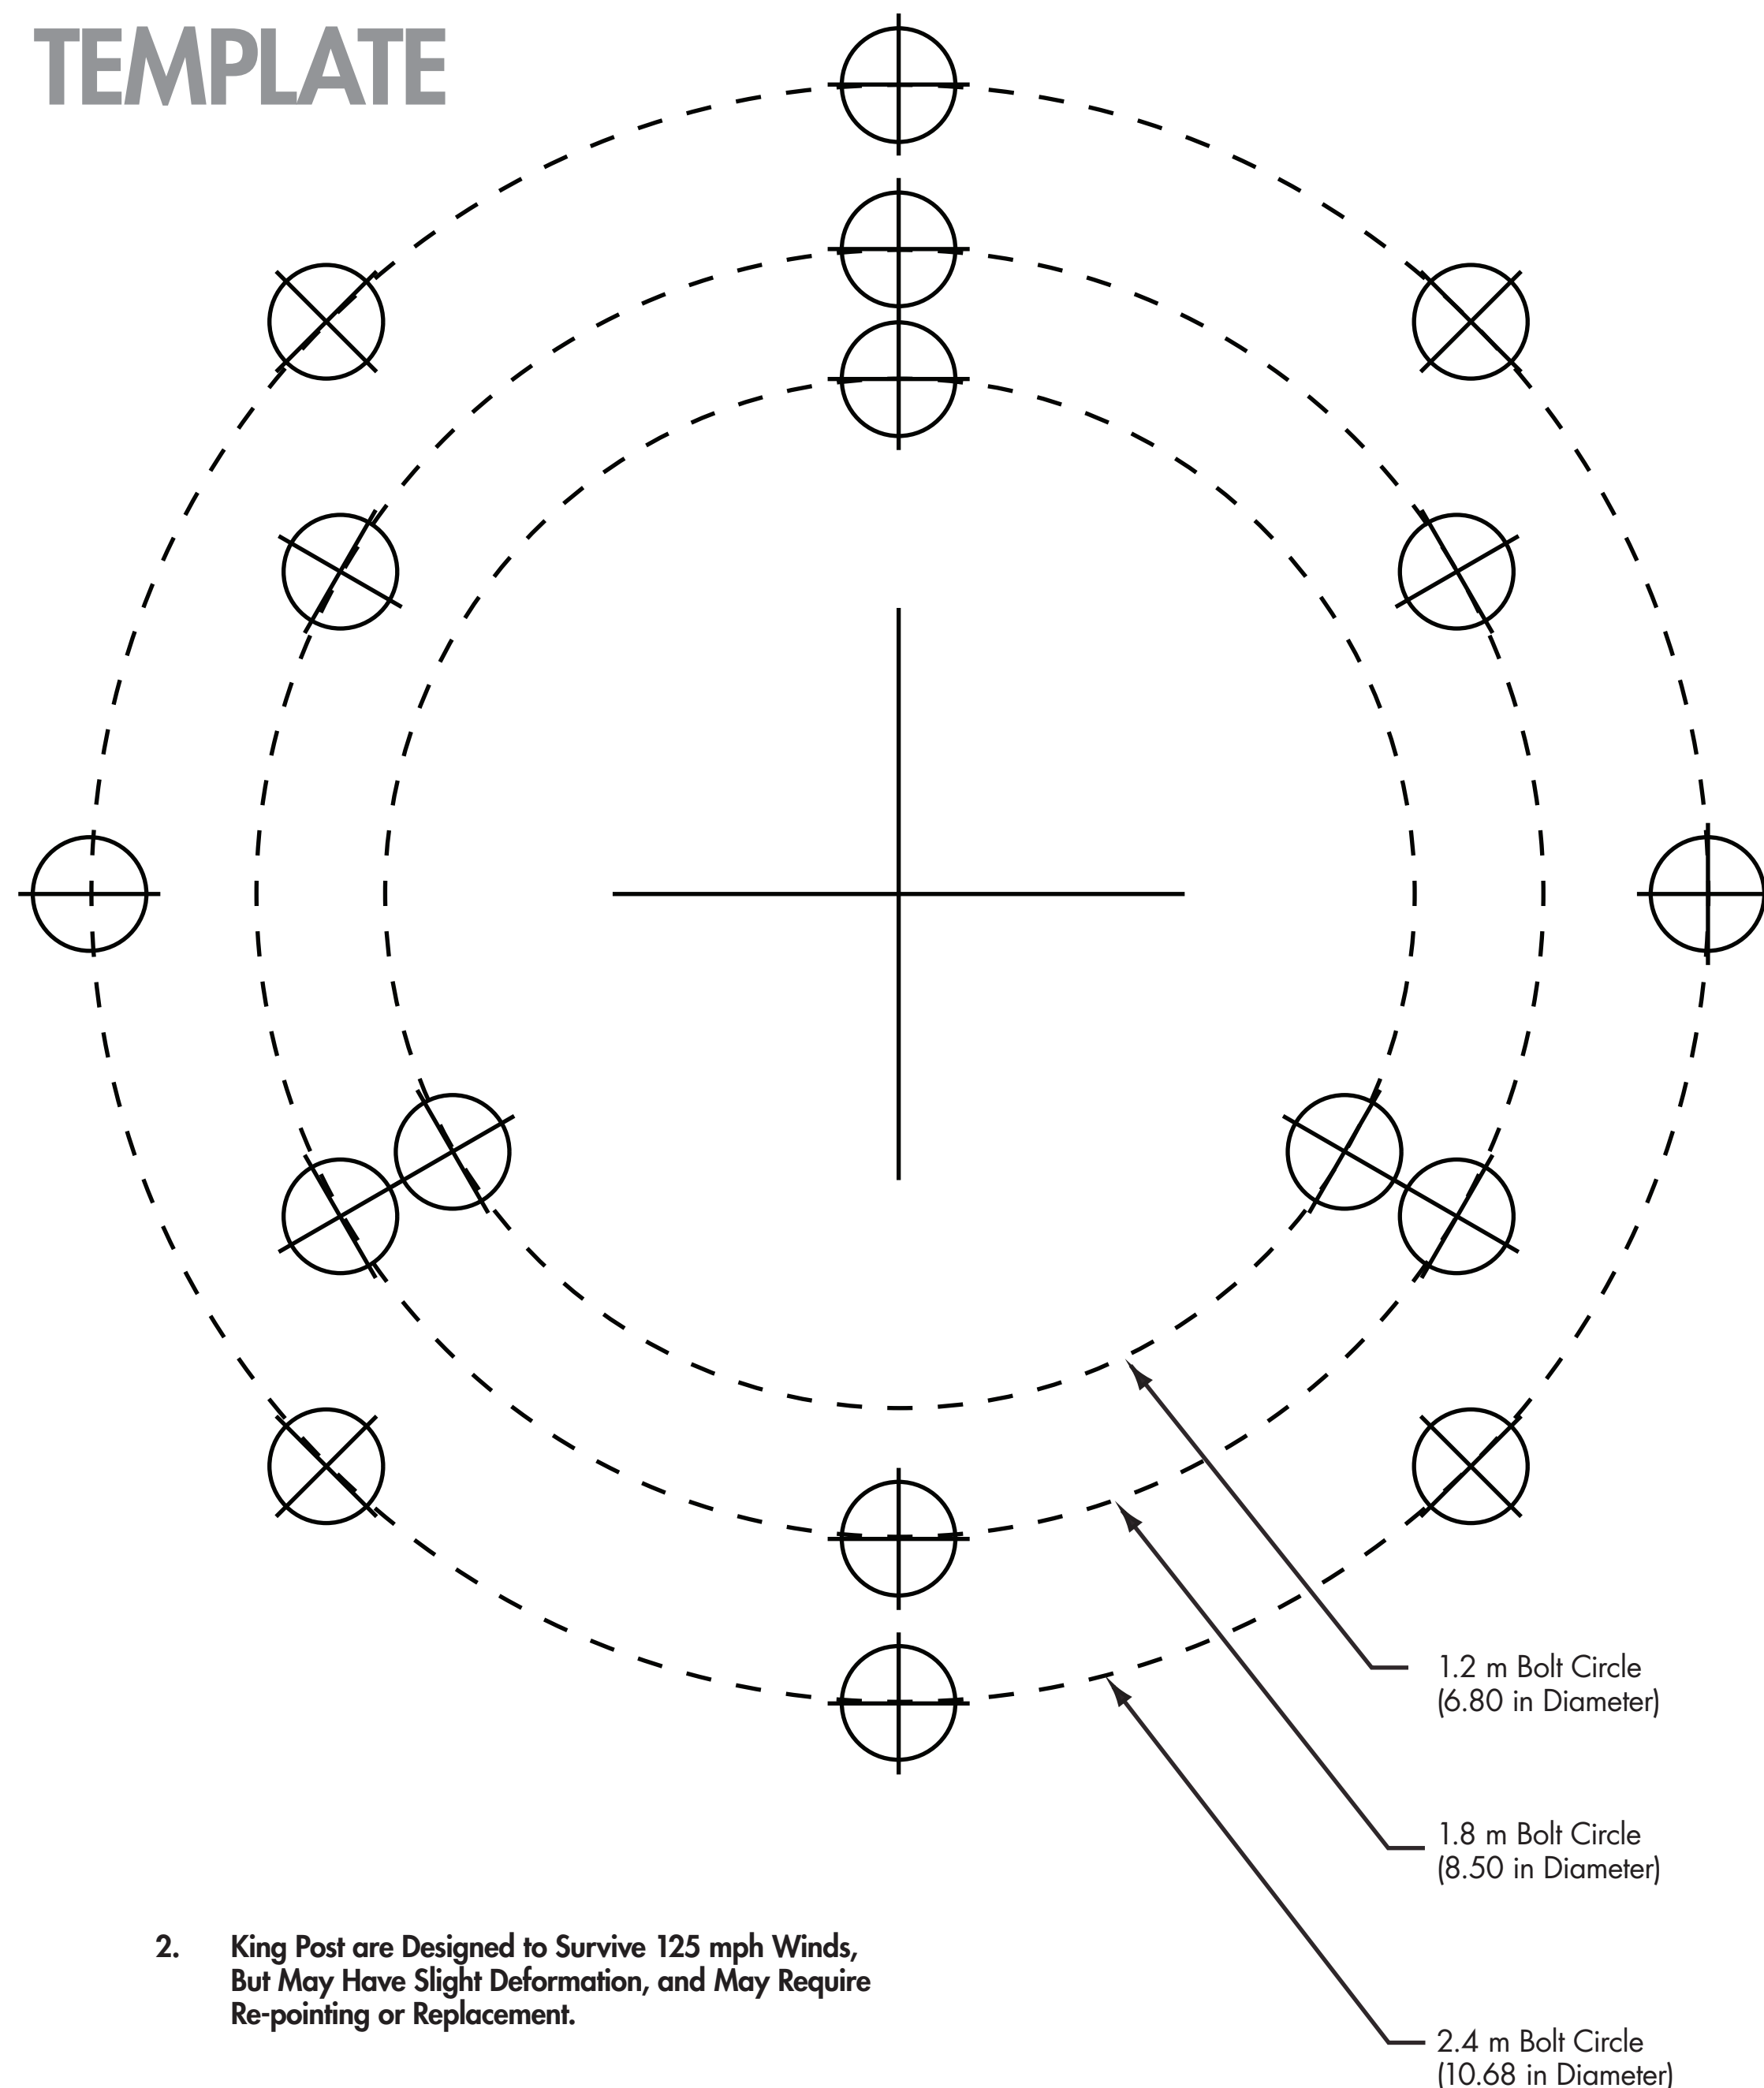 TEMPLATE
1.2 m Bolt Circle
(6.80 in Diameter)
1.8 m Bolt Circle
(8.50 in Diameter)
2. King Post are Designed to Survive 125 mph Winds,
But May Have Slight Deformation, and May Require
Re-pointing or Replacement.
2.4 m Bolt Circle
(10.68 in Diameter)